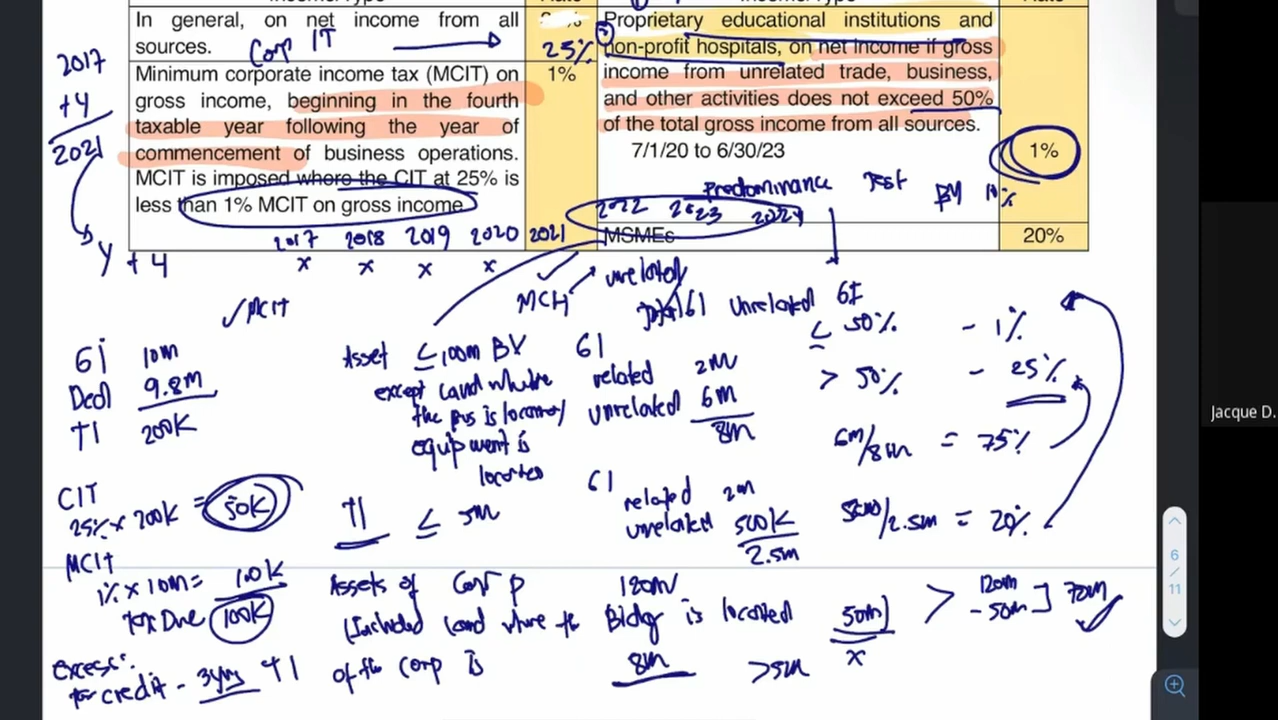 In general, on net income from all sources.
Corp IT
25%
Minimum corporate income tax (MCIT) on gross income, beginning in the fourth taxable year following the year of commencement of business operations. MCIT is imposed where the CIT at 25% is less than 1% MCIT on gross income
1%
Proprietary educational institutions and non-profit hospitals, on net income if gross income from unrelated trade, business, and other activities does not exceed 50% of the total gross income from all sources.
7/1/20 to 6/30/23
1%
Predominance Test
BV 10%
2022 2023 2024
MSMEs
20%
2017
+4
2021
Y + 4
2017 2018 2019 2020 2021
x x x x
MCIT
✓MCIT
unrelated
Total GI
unrelated GI
≤ 50% - 1%
> 50% - 25%
GI 10m
Ded 9.8M
TI 200K
Asset ≤ 100m BV
except land where
the bus is located/
equipment is
located
GI
related 2M
unrelated 6m
8m
6m/8m = 75%
CIT
25% x 200K = 50K
TI ≤ 5M
GI
related 2m
unrelated 500K
2.5m
500/2.5m = 20%
MCIT
1% x 10M = 100K
Tax Due 100K
Excess:
tax credit - 3yrs
Assets of Corp 120m
(Included land where the Bldg is located 50m)
> 120m
- 50m] 70m
TI of the corp is 8m > 5m
x
Jacque D.
6
/
11